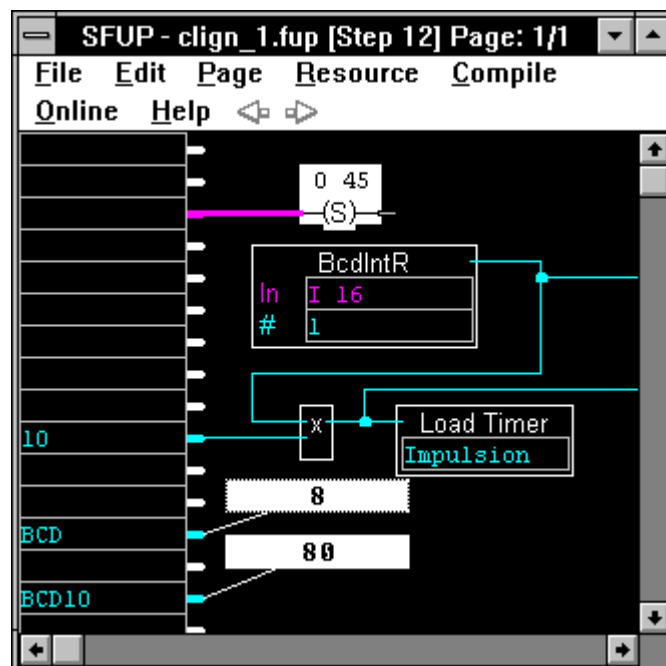 SFUP - clign_1.fup [Step 12] Page: 1/1
File Edit Page Resource Compile
Online Help
0 45
(S)
BcdIntR
In I 16
# 1
10
x
Load Timer
Impulsion
8
BCD
80
BCD10